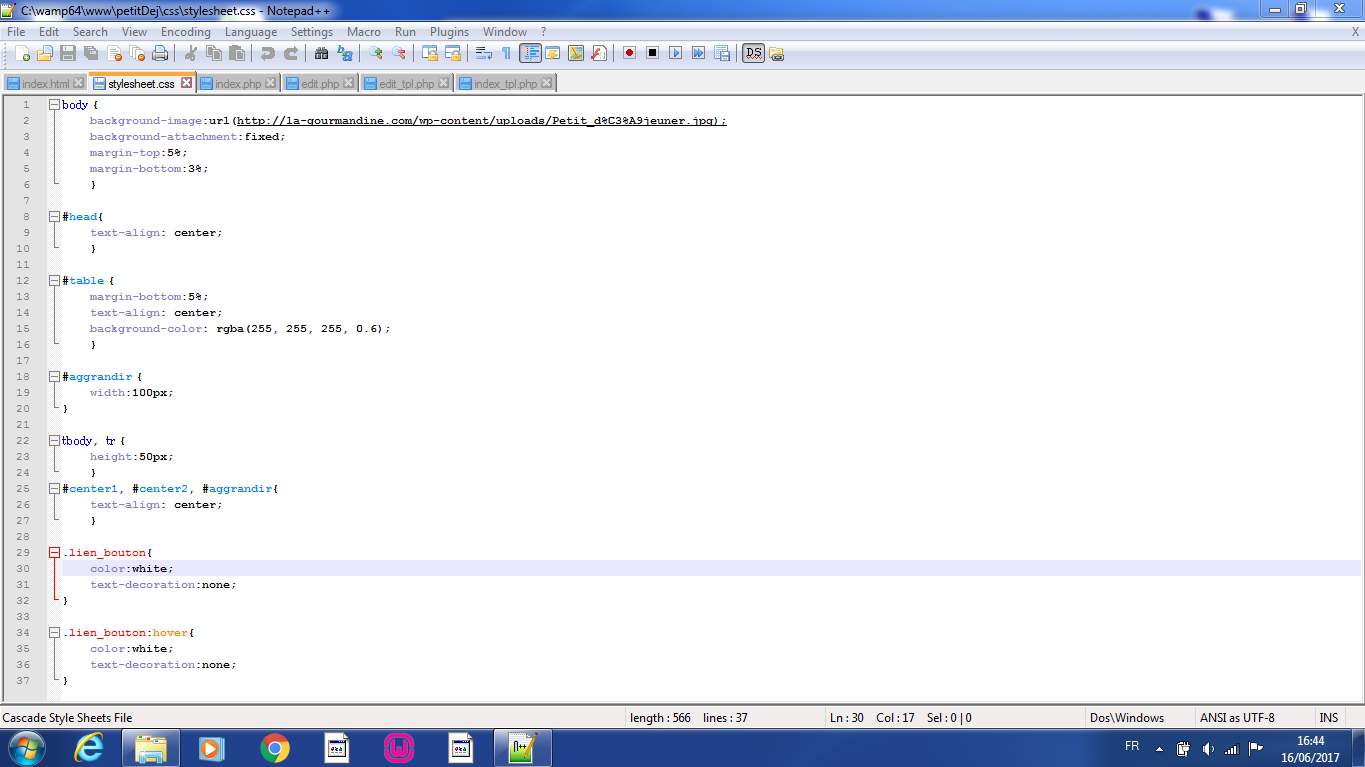 C:\wamp64\www\petitDej\css\stylesheet.css - Notepad++
File Edit Search View Encoding Language Settings Macro Run Plugins Window ? X
index.html stylesheet.css index.php edit.php edit_tpl.php index_tpl.php
1 body {
2 background-image:url(http://la-gourmandine.com/wp-content/uploads/Petit_d%C3%A9jeuner.jpg);
3 background-attachment:fixed;
4 margin-top:5%;
5 margin-bottom:3%;
6 }
7
8 #head{
9 text-align: center;
10 }
11
12 #table {
13 margin-bottom:5%;
14 text-align: center;
15 background-color: rgba(255, 255, 255, 0.6);
16 }
17
18 #aggrandir {
19 width:100px;
20 }
21
22 tbody, tr {
23 height:50px;
24 }
25 #center1, #center2, #aggrandir{
26 text-align: center;
27 }
28
29 .lien_bouton{
30 color:white;
31 text-decoration:none;
32 }
33
34 .lien_bouton:hover{
35 color:white;
36 text-decoration:none;
37 }
Cascade Style Sheets File length : 566 lines : 37 Ln : 30 Col : 17 Sel : 0 | 0 Dos\Windows ANSI as UTF-8 INS
FR 16:44
16/06/2017